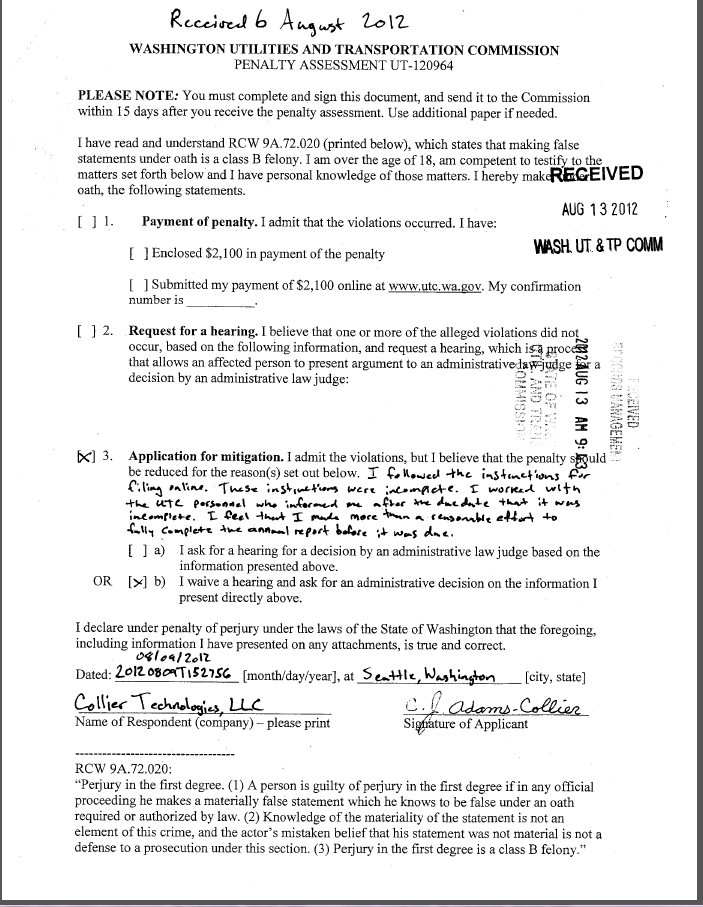 Received 6 August 2012
WASHINGTON UTILITIES AND TRANSPORTATION COMMISSION
PENALTY ASSESSMENT UT-120964
PLEASE NOTE: You must complete and sign this document, and send it to the Commission
within 15 days after you receive the penalty assessment. Use additional paper if needed.
I have read and understand RCW 9A.72.020 (printed below), which states that making false
statements under oath is a class B felony. I am over the age of 18, am competent to testify to the
matters set forth below and I have personal knowledge of those matters. I hereby make
RECEIVED
oath, the following statements.
AUG 13 2012
[ ] 1. Payment of penalty. I admit that the violations occurred. I have:
WASH. UT. & TP COMM
[ ] Enclosed $2,100 in payment of the penalty
[ ] Submitted my payment of $2,100 online at www.utc.wa.gov. My confirmation
number is __________.
[ ] 2. Request for a hearing. I believe that one or more of the alleged violations did not
occur, based on the following information, and request a hearing, which is a process
that allows an affected person to present argument to an administrative law judge for a
decision by an administrative law judge:
2012 AUG 13 AM 9:
RECEIVED
RECORDS MANAGEMENT
[x] 3. Application for mitigation. I admit the violations, but I believe that the penalty should
be reduced for the reason(s) set out below. I followed the instructions for
filing online. These instructions were incomplete. I worked with
the UTC personnel who informed me after the due date that it was
incomplete. I feel that I made more than a reasonable effort to
fully complete the annual report before it was due.
[ ] a) I ask for a hearing for a decision by an administrative law judge based on the
information presented above.
OR [x] b) I waive a hearing and ask for an administrative decision on the information I
present directly above.
I declare under penalty of perjury under the laws of the State of Washington that the foregoing,
including information I have presented on any attachments, is true and correct.
08/09/2012
Dated: 20120809T152756 [month/day/year], at Seattle, Washington [city, state]
Collier Technologies, LLC C.J. Adams-Collier
Name of Respondent (company) – please print Signature of Applicant
-----------------------------------
RCW 9A.72.020:
“Perjury in the first degree. (1) A person is guilty of perjury in the first degree if in any official
proceeding he makes a materially false statement which he knows to be false under an oath
required or authorized by law. (2) Knowledge of the materiality of the statement is not an
element of this crime, and the actor’s mistaken belief that his statement was not material is not a
defense to a prosecution under this section. (3) Perjury in the first degree is a class B felony.”